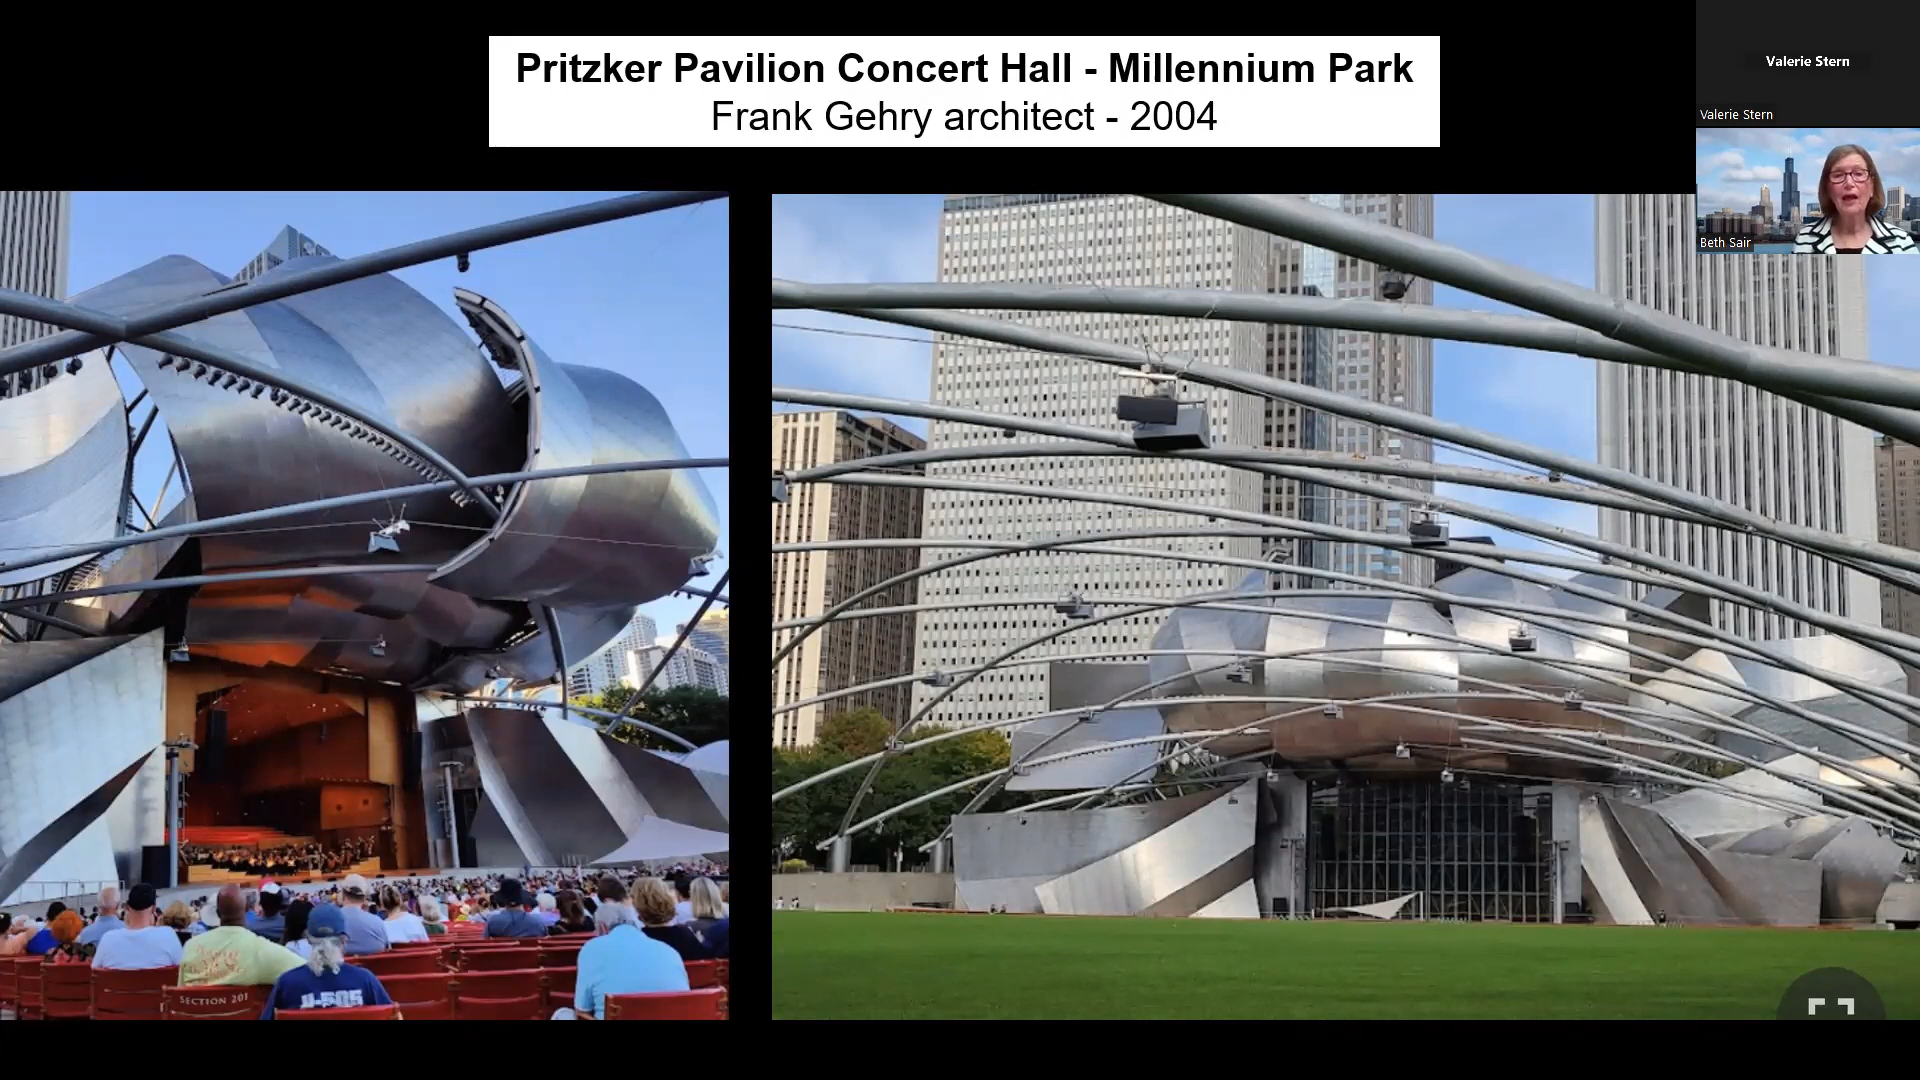 Pritzker Pavilion Concert Hall - Millennium Park
Frank Gehry architect - 2004
Valerie Stern
Valerie Stern
Beth Sair
SECTION 201
U-505